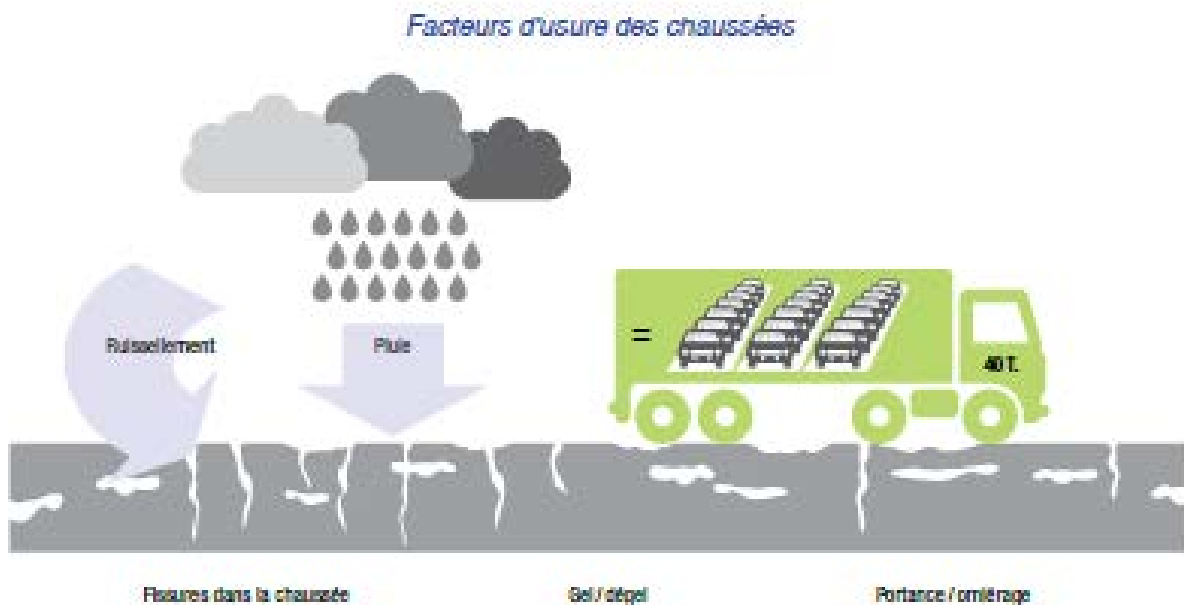 Facteurs d'usure des chaussées
Ruissellement
Pluie
=
40 T.
Fissures dans la chaussée
Gel / dégel
Portance / orniérage